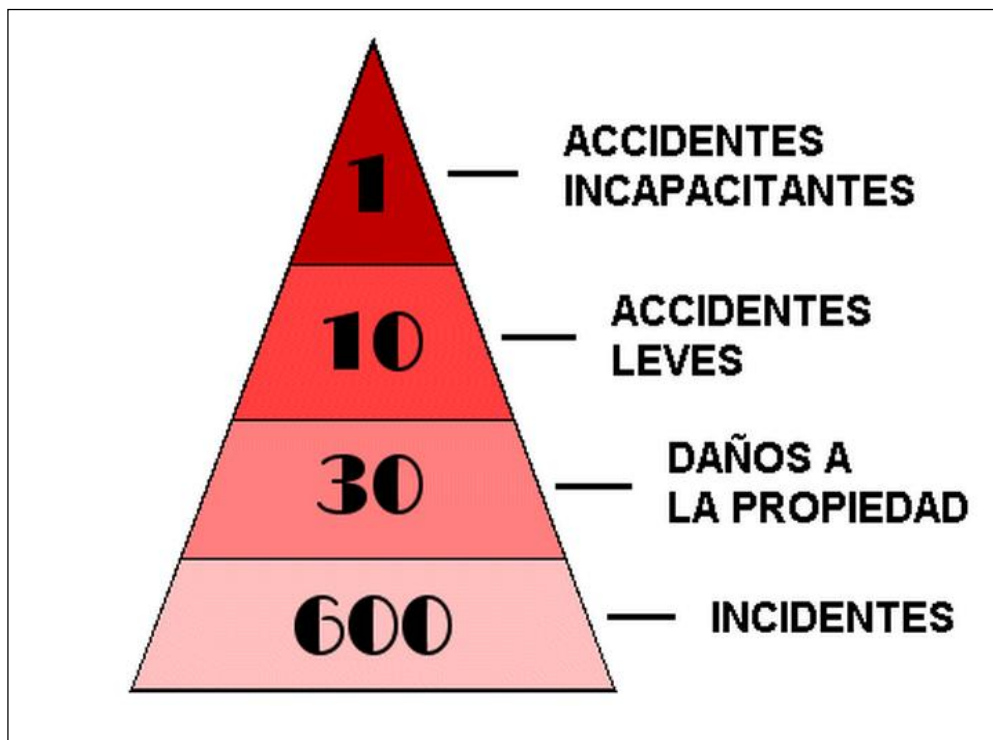 1
ACCIDENTES
INCAPACITANTES
10
ACCIDENTES
LEVES
30
DAÑOS A
LA PROPIEDAD
600
INCIDENTES